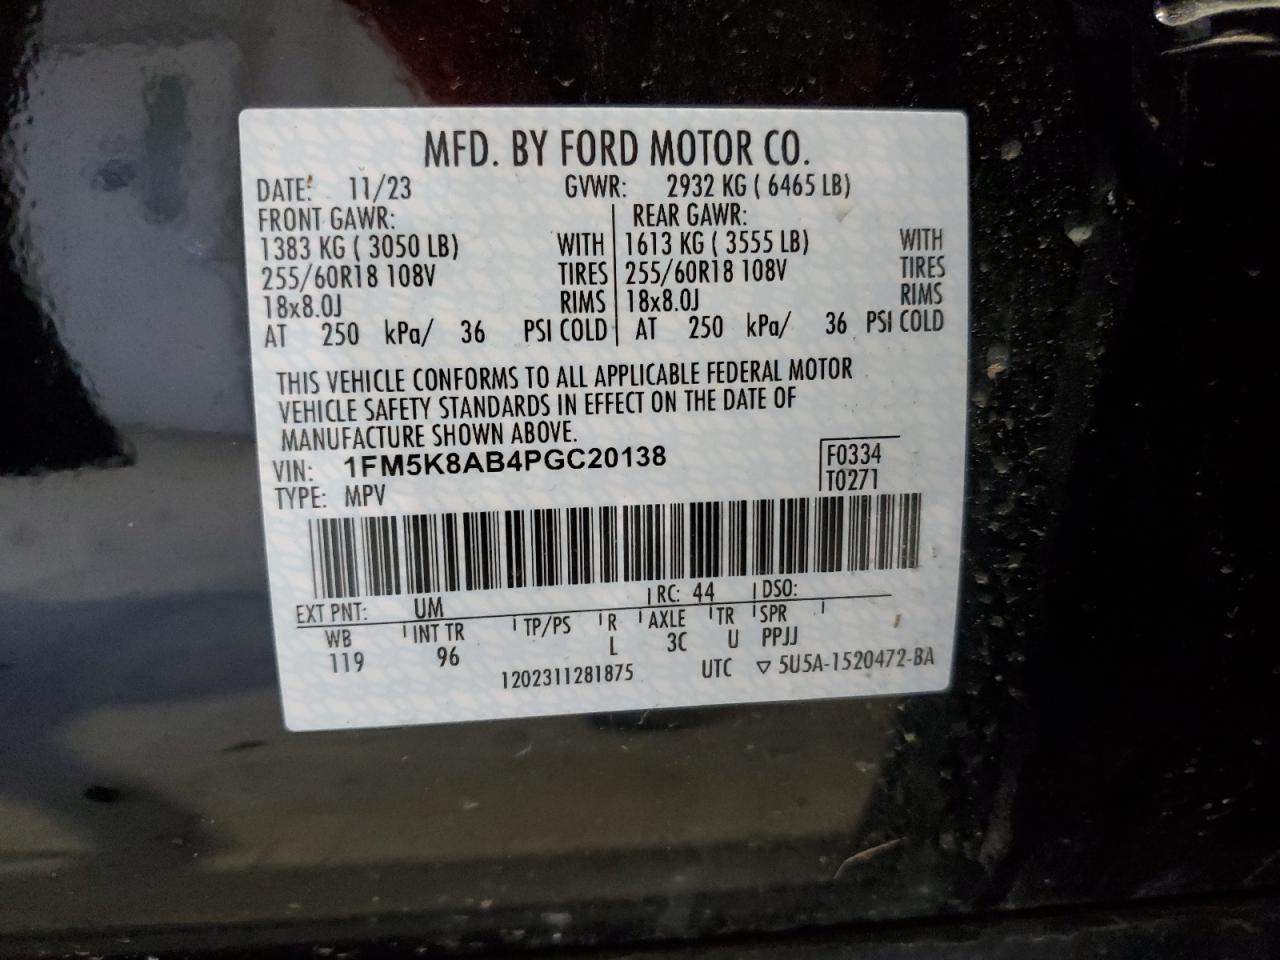 MFD. BY FORD MOTOR CO.
DATE: 11/23 GVWR: 2932 KG ( 6465 LB)
FRONT GAWR: REAR GAWR:
1383 KG ( 3050 LB) WITH 1613 KG ( 3555 LB) WITH
255/60R18 108V TIRES 255/60R18 108V TIRES
18x8.0J RIMS 18x8.0J RIMS
AT 250 kPa/ 36 PSI COLD AT 250 kPa/ 36 PSI COLD
THIS VEHICLE CONFORMS TO ALL APPLICABLE FEDERAL MOTOR
VEHICLE SAFETY STANDARDS IN EFFECT ON THE DATE OF
MANUFACTURE SHOWN ABOVE.
VIN: 1FM5K8AB4PGC20138 F0334
TYPE: MPV T0271
EXT PNT: UM RC: 44 DSO:
WB INT TR TP/PS R AXLE TR SPR
119 96 L 3C U PPJJ
1202311281875 UTC ▽ 5U5A-1520472-BA